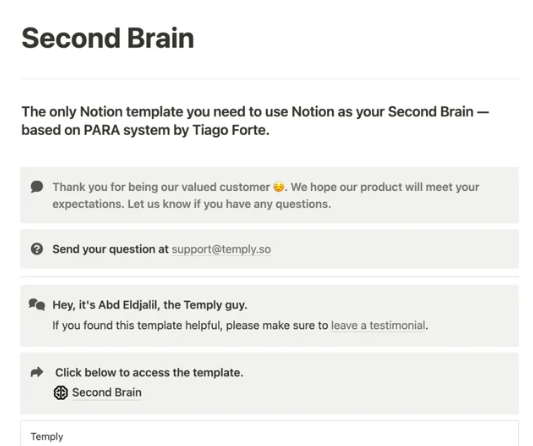 Second Brain
The only Notion template you need to use Notion as your Second Brain —
based on PARA system by Tiago Forte.
Thank you for being our valued customer 😌. We hope our product will meet your
expectations. Let us know if you have any questions.
Send your question at support@temply.so
Hey, it's Abd Eldjalil, the Temply guy.
If you found this template helpful, please make sure to leave a testimonial.
Click below to access the template.
Second Brain
Temply